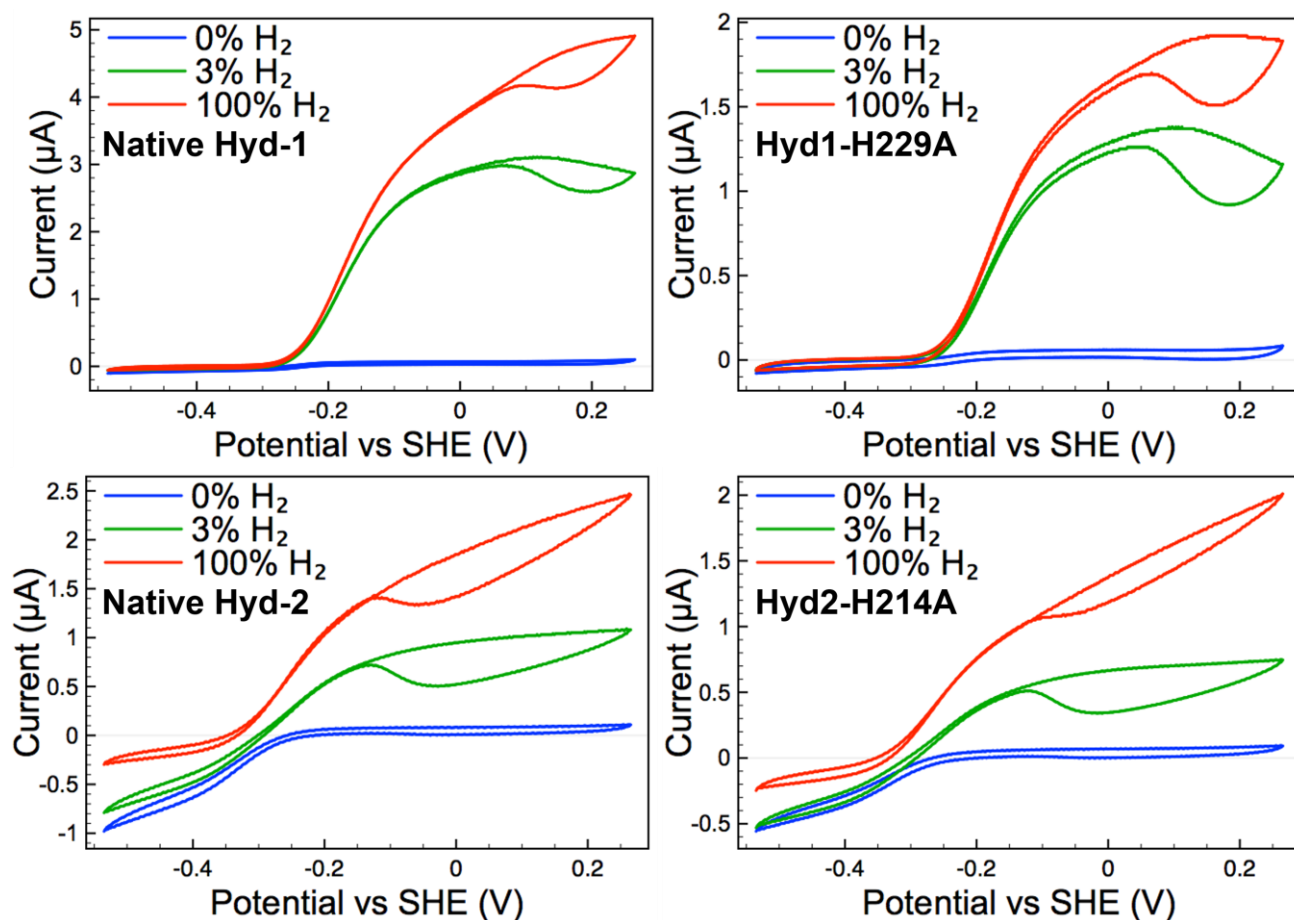 0% H₂
3% H₂
100% H₂
Native Hyd-1
Current (μA)
5
4
3
2
1
0
-0.4
-0.2
0
0.2
Potential vs SHE (V)
0% H₂
3% H₂
100% H₂
Hyd1-H229A
Current (μA)
2
1.5
1
0.5
0
-0.4
-0.2
0
0.2
Potential vs SHE (V)
0% H₂
3% H₂
100% H₂
Native Hyd-2
Current (μA)
2.5
2
1.5
1
0.5
0
-0.5
-1
-0.4
-0.2
0
0.2
Potential vs SHE (V)
0% H₂
3% H₂
100% H₂
Hyd2-H214A
Current (μA)
2
1.5
1
0.5
0
-0.5
-0.4
-0.2
0
0.2
Potential vs SHE (V)